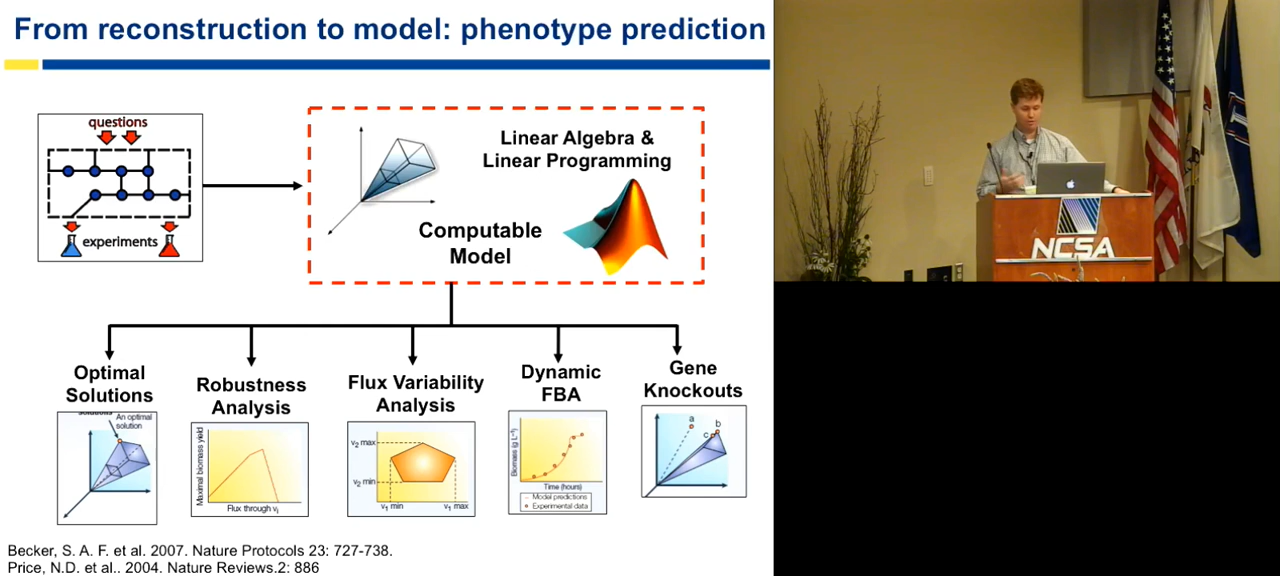 From reconstruction to model: phenotype prediction
questions
experiments
Linear Algebra &
Linear Programming
Computable
Model
Optimal
Solutions
Robustness
Analysis
Flux Variability
Analysis
Dynamic
FBA
Gene
Knockouts
An optimal
solution
Maximal biomass yield
Flux through vi
v2 max
v2 min
v1 min
v1 max
Biomass (g L-1)
Time (hours)
Model predictions
Experimental data
a
b
c
Becker, S. A. F. et al. 2007. Nature Protocols 23: 727-738.
Price, N.D. et al.. 2004. Nature Reviews.2: 886
NCSA